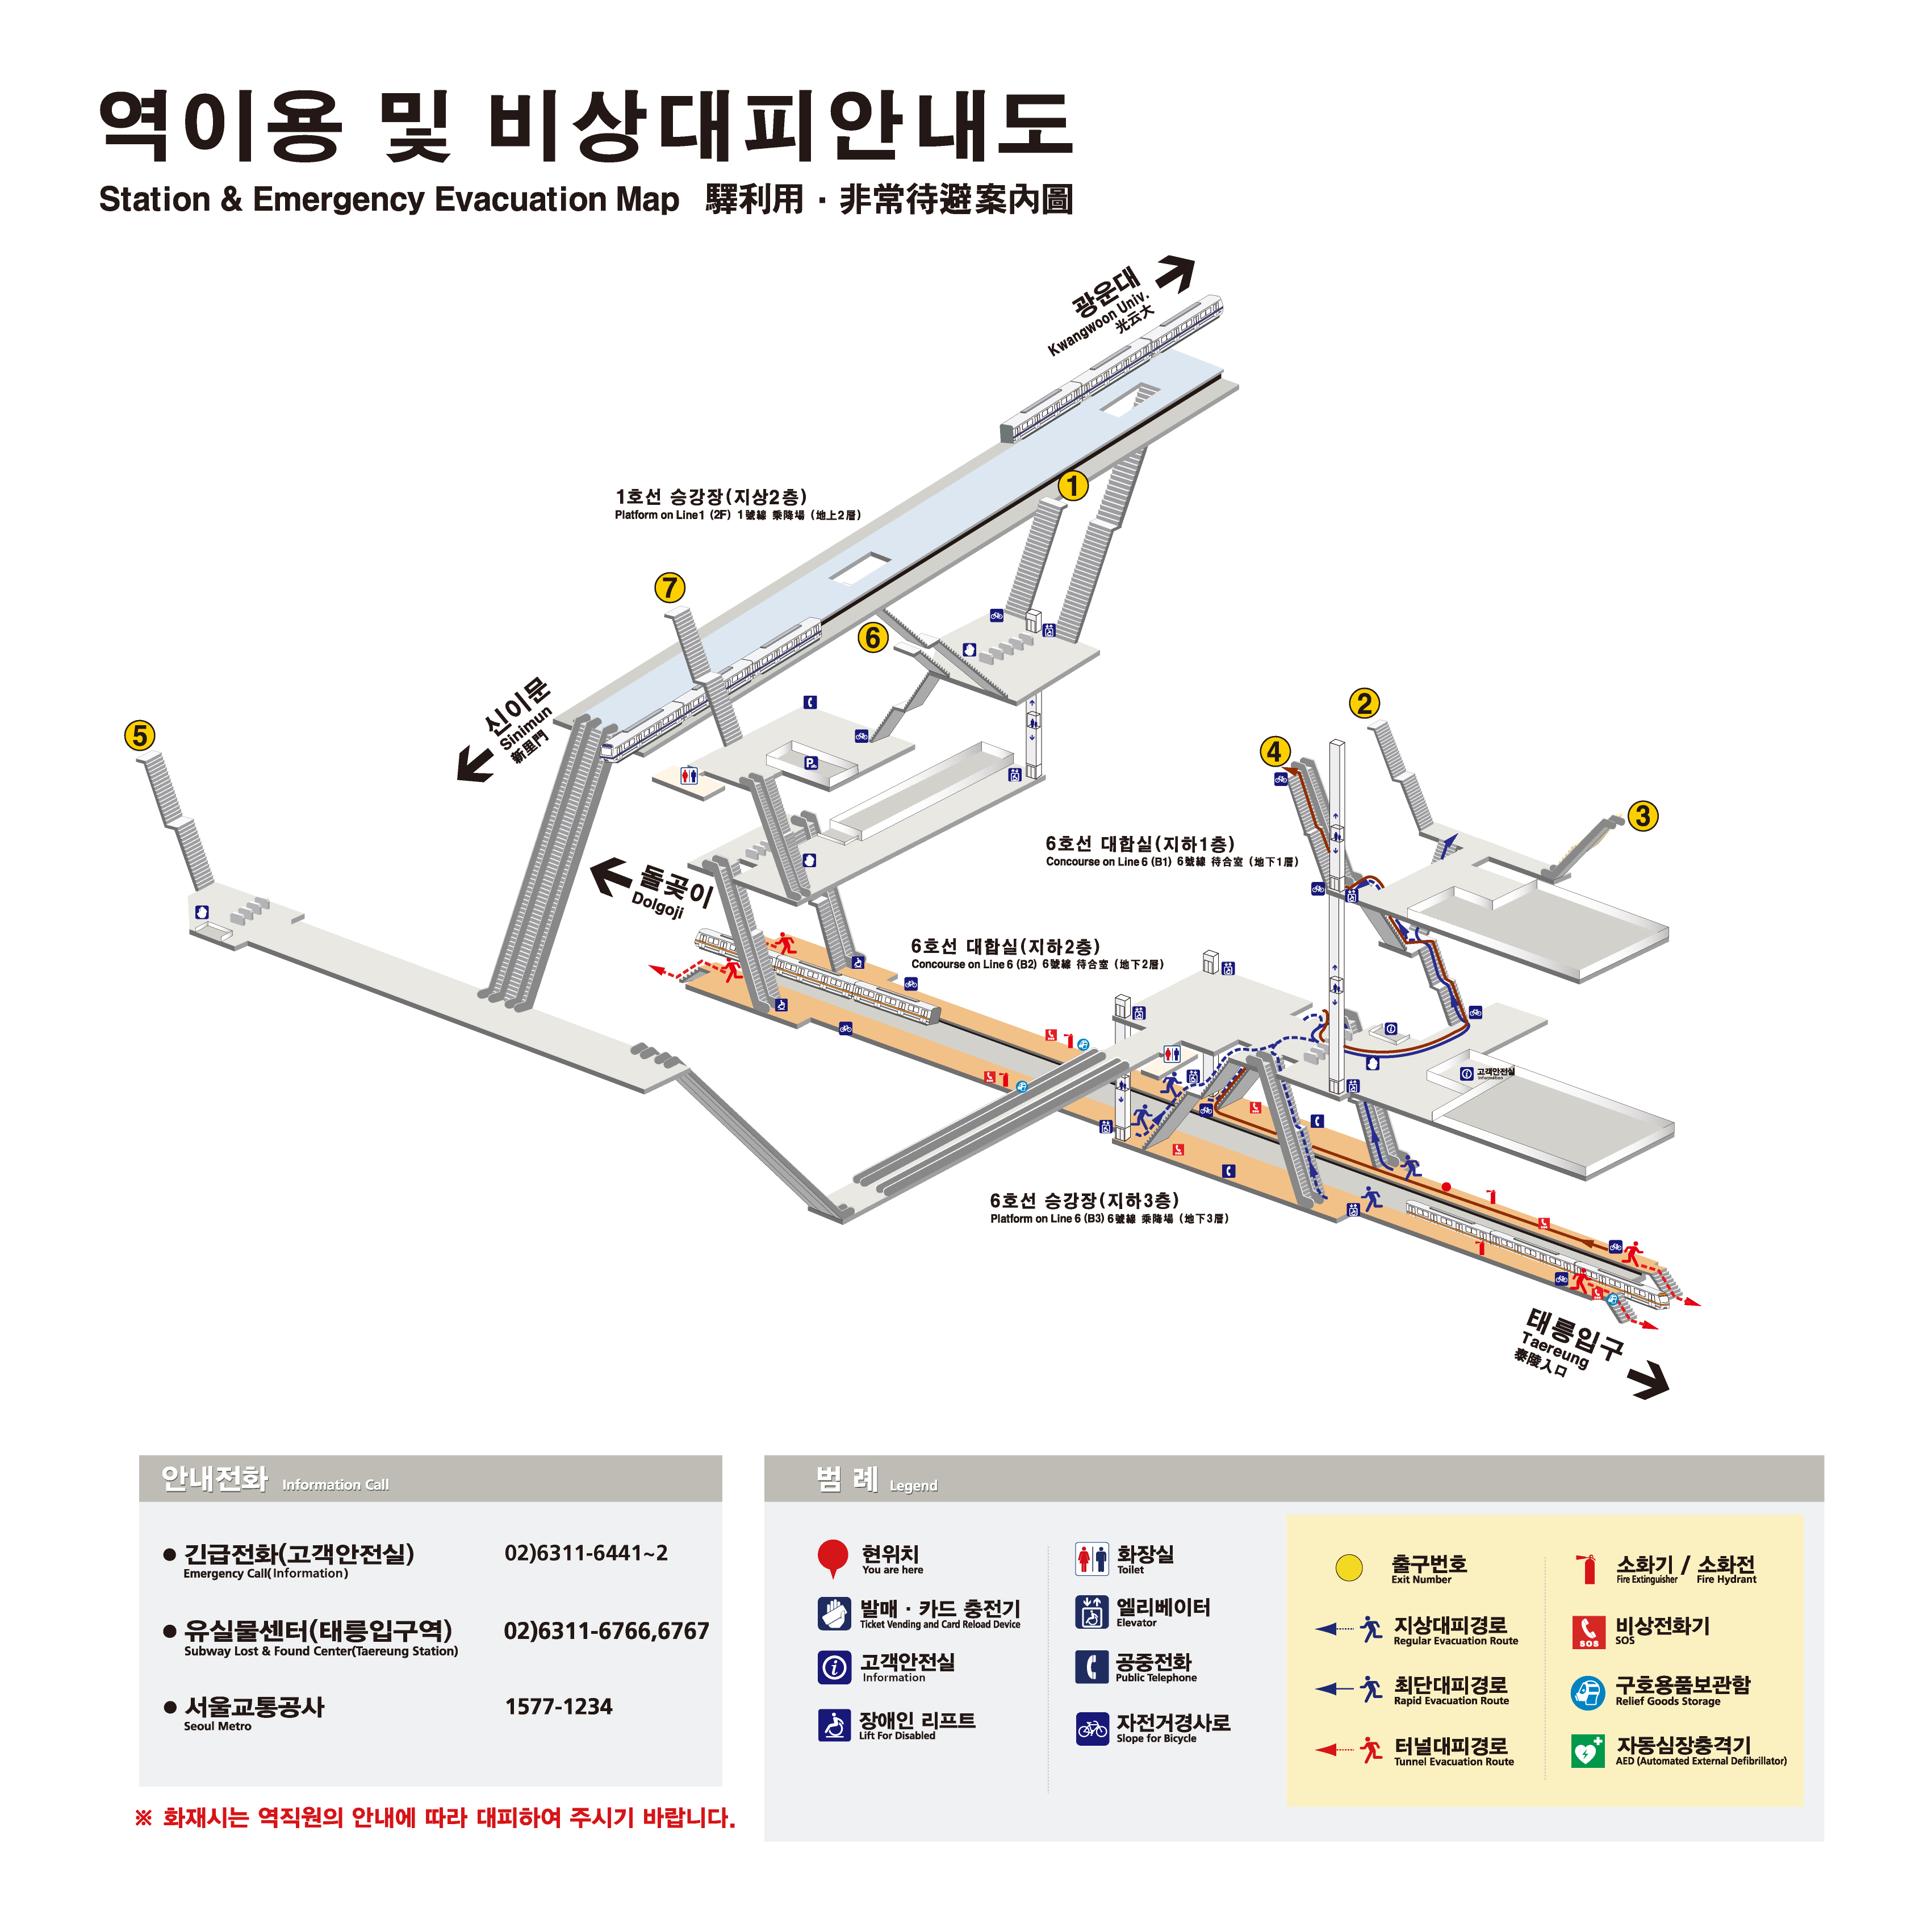 역이용 및 비상대피안내도
Station & Emergency Evacuation Map 驛利用 · 非常待避案內圖
광운대
Kwangwoon Univ.
光云大
1호선 승강장(지상2층)
Platform on Line1 (2F) 1號線 乘降場 (地上2層)
1
7
6
신이문
Sinimun
新里門
5
2
4
3
6호선 대합실(지하1층)
Concourse on Line 6 (B1) 6號線 待合室 (地下1層)
돌곶이
Dolgoji
6호선 대합실(지하2층)
Concourse on Line 6 (B2) 6號線 待合室 (地下2層)
고객안전실
Information
6호선 승강장(지하3층)
Platform on Line 6 (B3) 6號線 乘降場 (地下3層)
태릉입구
Taereung
泰陵入口
안내전화 Information Call
● 긴급전화(고객안전실) 02)6311-6441~2
Emergency Call(Information)
● 유실물센터(태릉입구역) 02)6311-6766,6767
Subway Lost & Found Center(Taereung Station)
● 서울교통공사 1577-1234
Seoul Metro
※ 화재시는 역직원의 안내에 따라 대피하여 주시기 바랍니다.
범 례 Legend
현위치
You are here
발매 · 카드 충전기
Ticket Vending and Card Reload Device
고객안전실
Information
장애인 리프트
Lift For Disabled
화장실
Toilet
엘리베이터
Elevator
공중전화
Public Telephone
자전거경사로
Slope for Bicycle
출구번호
Exit Number
지상대피경로
Regular Evacuation Route
최단대피경로
Rapid Evacuation Route
터널대피경로
Tunnel Evacuation Route
소화기 / 소화전
Fire Extinguisher Fire Hydrant
SOS
비상전화기
SOS
구호용품보관함
Relief Goods Storage
자동심장충격기
AED (Automated External Defibrillator)